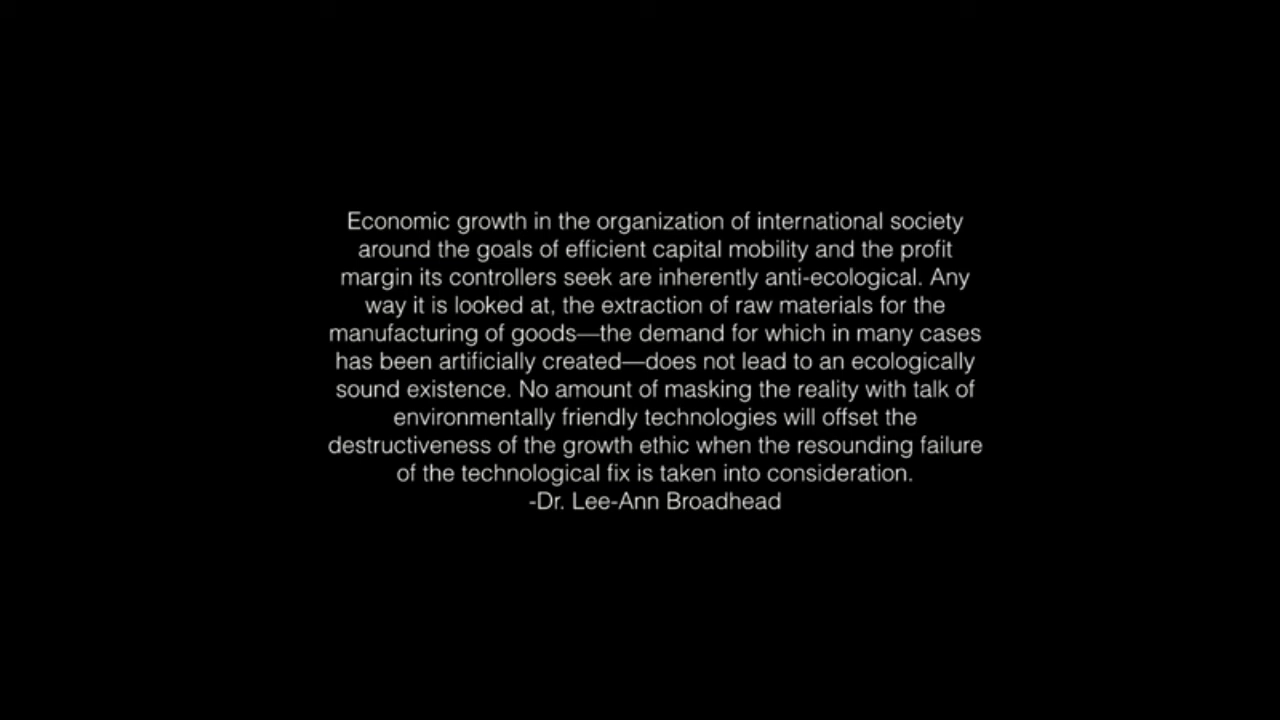 Economic growth in the organization of international society
around the goals of efficient capital mobility and the profit
margin its controllers seek are inherently anti-ecological. Any
way it is looked at, the extraction of raw materials for the
manufacturing of goods—the demand for which in many cases
has been artificially created—does not lead to an ecologically
sound existence. No amount of masking the reality with talk of
environmentally friendly technologies will offset the
destructiveness of the growth ethic when the resounding failure
of the technological fix is taken into consideration.
-Dr. Lee-Ann Broadhead